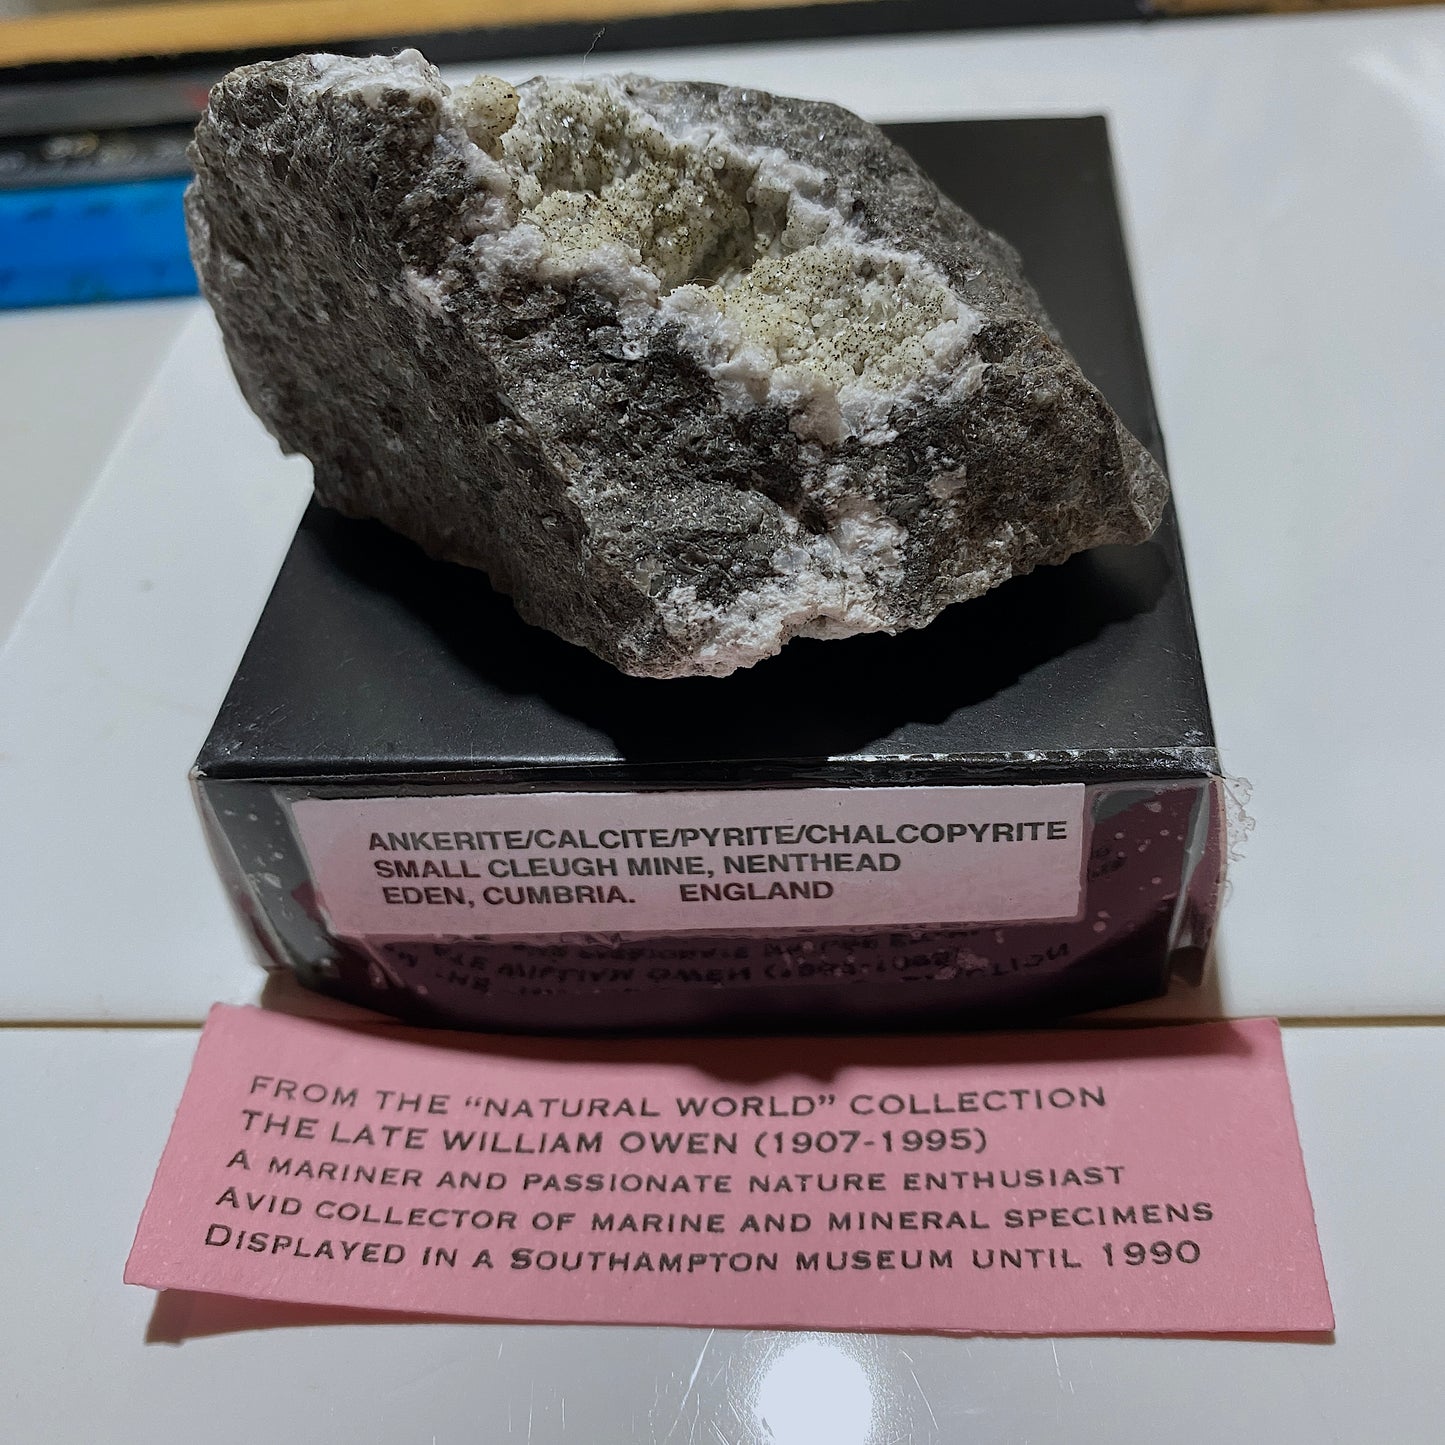 ANKERITE/CALCITE/PYRITE/CHALCOPYRITE
SMALL CLEUGH MINE, NENTHEAD
EDEN, CUMBRIA. ENGLAND
FROM THE “NATURAL WORLD” COLLECTION
THE LATE WILLIAM OWEN (1907-1995)
A MARINER AND PASSIONATE NATURE ENTHUSIAST
AVID COLLECTOR OF MARINE AND MINERAL SPECIMENS
DISPLAYED IN A SOUTHAMPTON MUSEUM UNTIL 1990